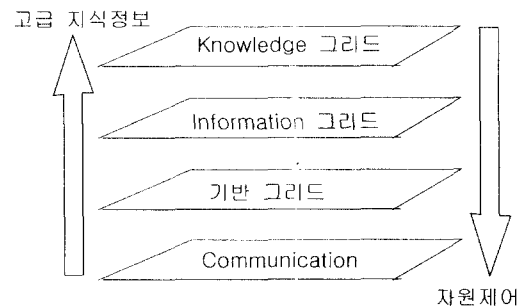 고급 지식정보
Knowledge 그리드
Information 그리드
기반 그리드
Communication
자원제어